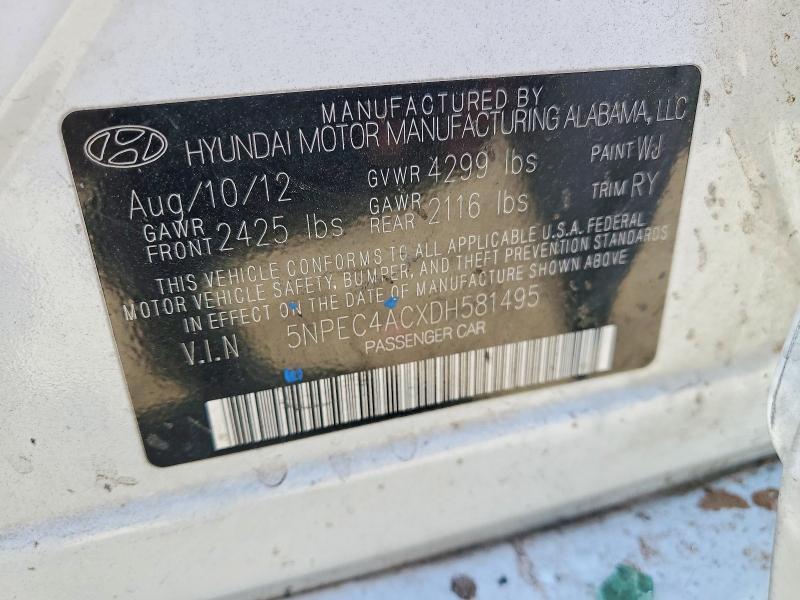 MANUFACTURED BY
HYUNDAI MOTOR MANUFACTURING ALABAMA, LLC
Aug/10/12 GVWR 4299 lbs PAINT WJ
GAWR FRONT 2425 lbs GAWR REAR 2116 lbs TRIM RY
THIS VEHICLE CONFORMS TO ALL APPLICABLE U.S.A. FEDERAL
MOTOR VEHICLE SAFETY, BUMPER, AND THEFT PREVENTION STANDARDS
IN EFFECT ON THE DATE OF MANUFACTURE SHOWN ABOVE
V.I.N 5NPEC4ACXDH581495
PASSENGER CAR